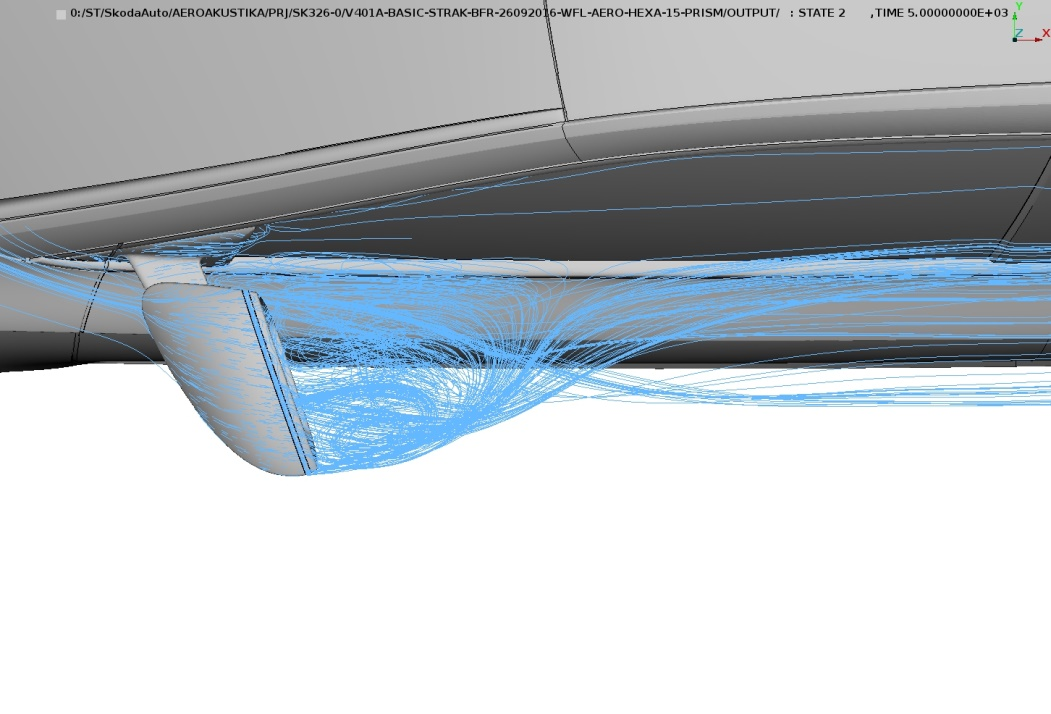 0:/ST/SkodaAuto/AEROAKUSTIKA/PRJ/SK326-0/V401A-BASIC-STRAK-BFR-26092016-WFL-AERO-HEXA-15-PRISM/OUTPUT/ : STATE 2 ,TIME 5.00000000E+03
Y
Z X